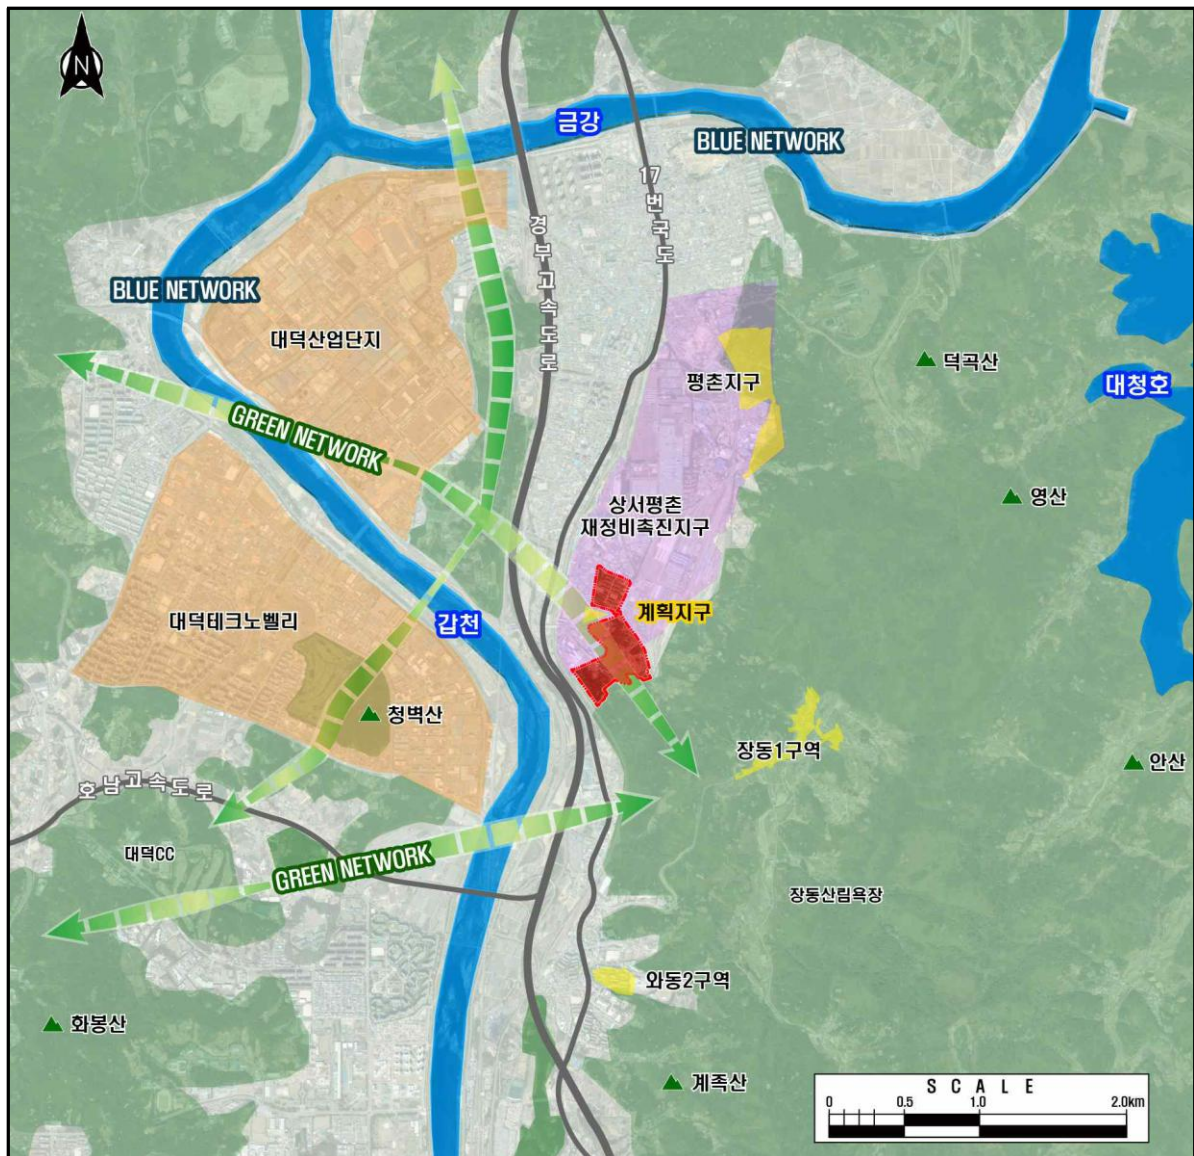 N
금강
BLUE NETWORK
17번국도
경부고속도로
BLUE NETWORK
대덕산업단지
덕곡산
평촌지구
대청호
GREEN NETWORK
영산
상서평촌
재정비촉진지구
계획지구
대덕테크노벨리
갑천
청벽산
장동1구역
안산
호남고속도로
대덕CC
GREEN NETWORK
장동산림욕장
와동2구역
화봉산
계족산
SCALE
0 0.5 1.0 2.0km